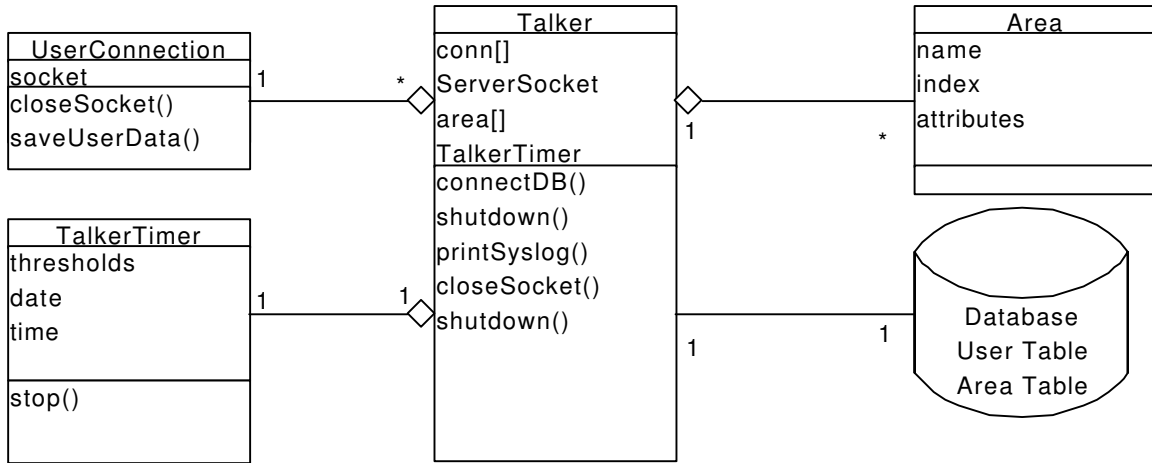 UserConnection
socket
closeSocket()
saveUserData()
1
*
Talker
conn[]
ServerSocket
area[]
TalkerTimer
connectDB()
shutdown()
printSyslog()
closeSocket()
shutdown()
1
*
Area
name
index
attributes
TalkerTimer
thresholds
date
time
stop()
1
1
1
1
Database
User Table
Area Table